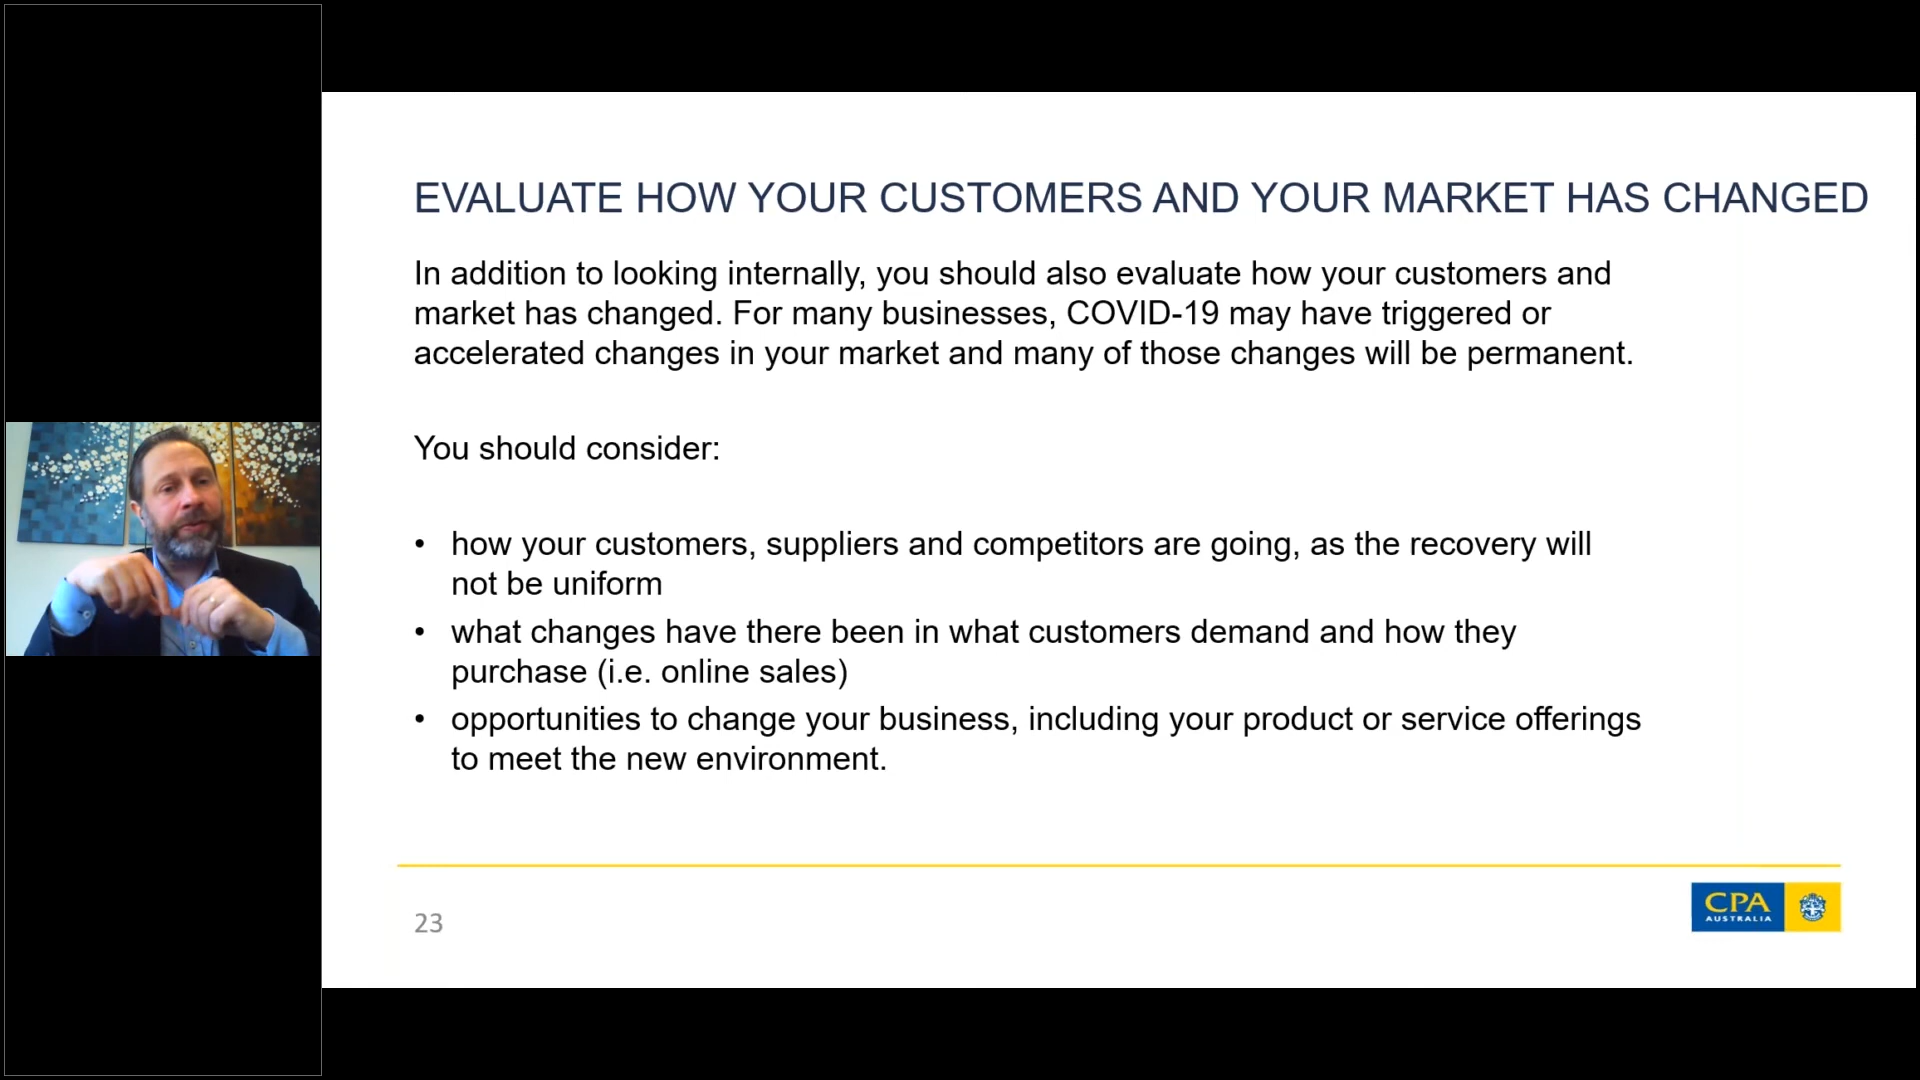 EVALUATE HOW YOUR CUSTOMERS AND YOUR MARKET HAS CHANGED
In addition to looking internally, you should also evaluate how your customers and
market has changed. For many businesses, COVID-19 may have triggered or
accelerated changes in your market and many of those changes will be permanent.
You should consider:
• how your customers, suppliers and competitors are going, as the recovery will
not be uniform
• what changes have there been in what customers demand and how they
purchase (i.e. online sales)
• opportunities to change your business, including your product or service offerings
to meet the new environment.
23
CPA
AUSTRALIA